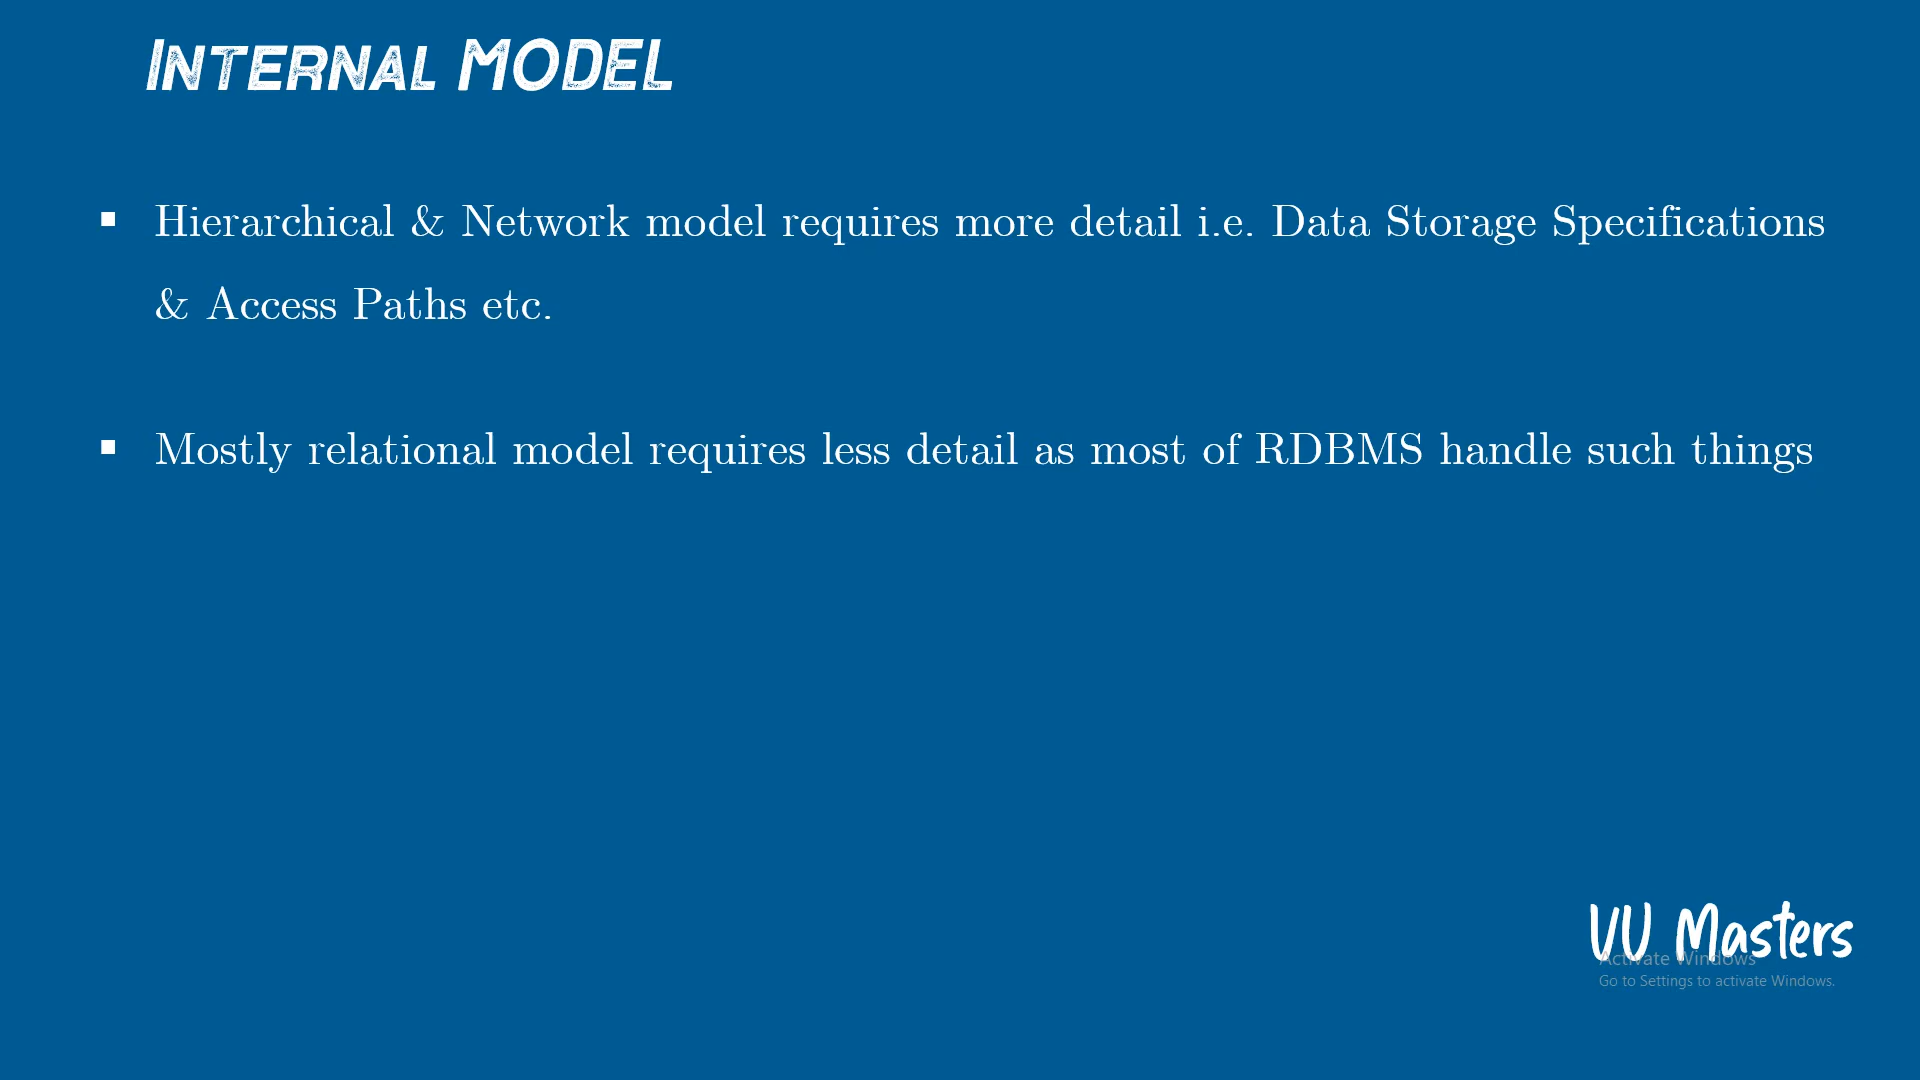 INTERNAL MODEL
▪ Hierarchical & Network model requires more detail i.e. Data Storage Specifications
& Access Paths etc.
▪ Mostly relational model requires less detail as most of RDBMS handle such things
VU Masters
Activate Windows
Go to Settings to activate Windows.